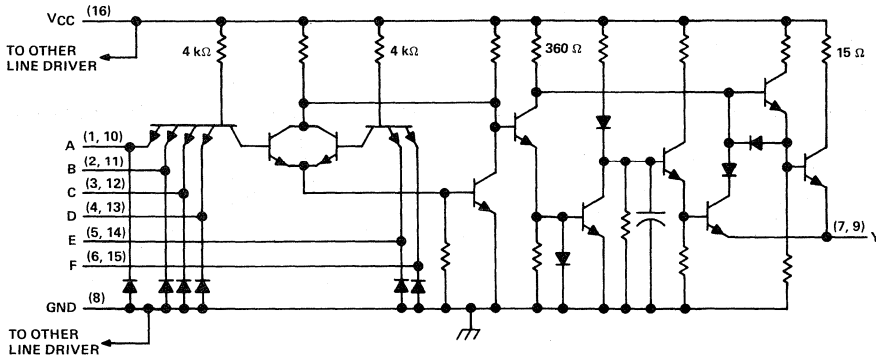 VCC (16)
TO OTHER
LINE DRIVER
4 kΩ
4 kΩ
360 Ω
15 Ω
A (1, 10)
B (2, 11)
C (3, 12)
D (4, 13)
E (5, 14)
F (6, 15)
(7, 9) Y
GND (8)
TO OTHER
LINE DRIVER